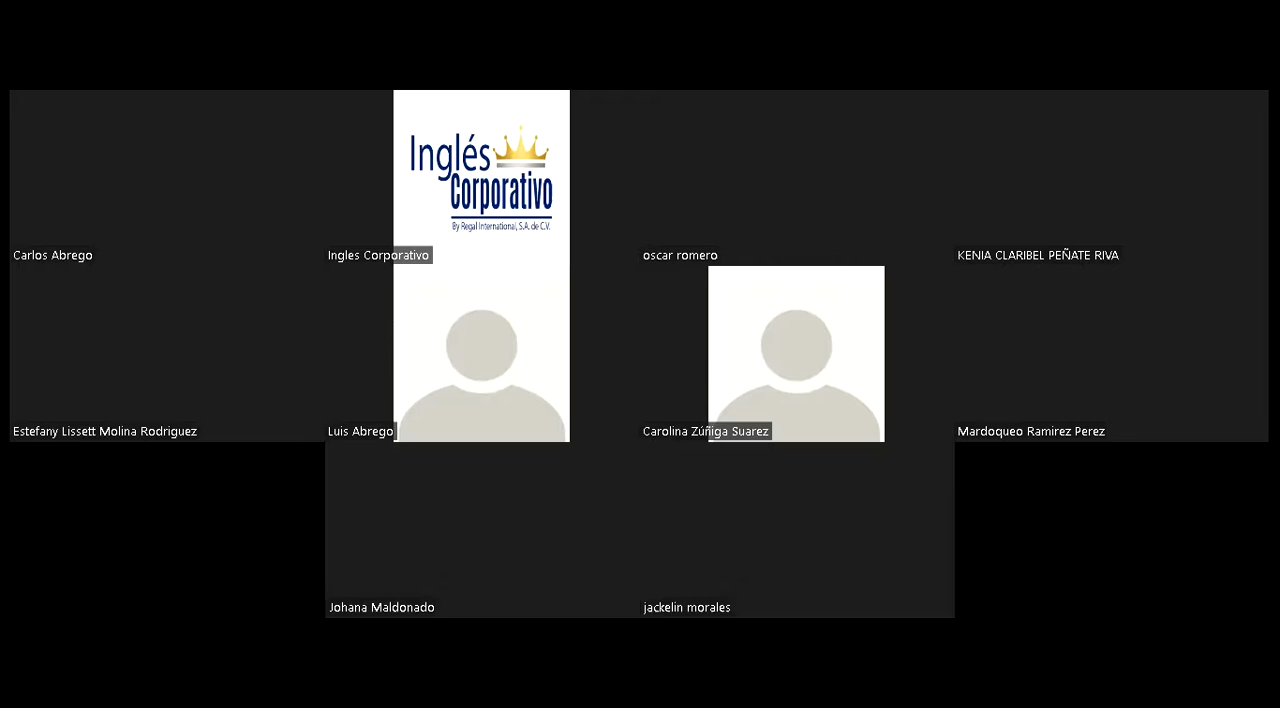 Inglés
Corporativo
By Regal International, S.A. de C.V.
Carlos Abrego
Ingles Corporativo
oscar romero
KENIA CLARIBEL PEÑATE RIVA
Estefany Lissett Molina Rodriguez
Luis Abrego
Carolina Zúñiga Suarez
Mardoqueo Ramirez Perez
Johana Maldonado
jackelin morales